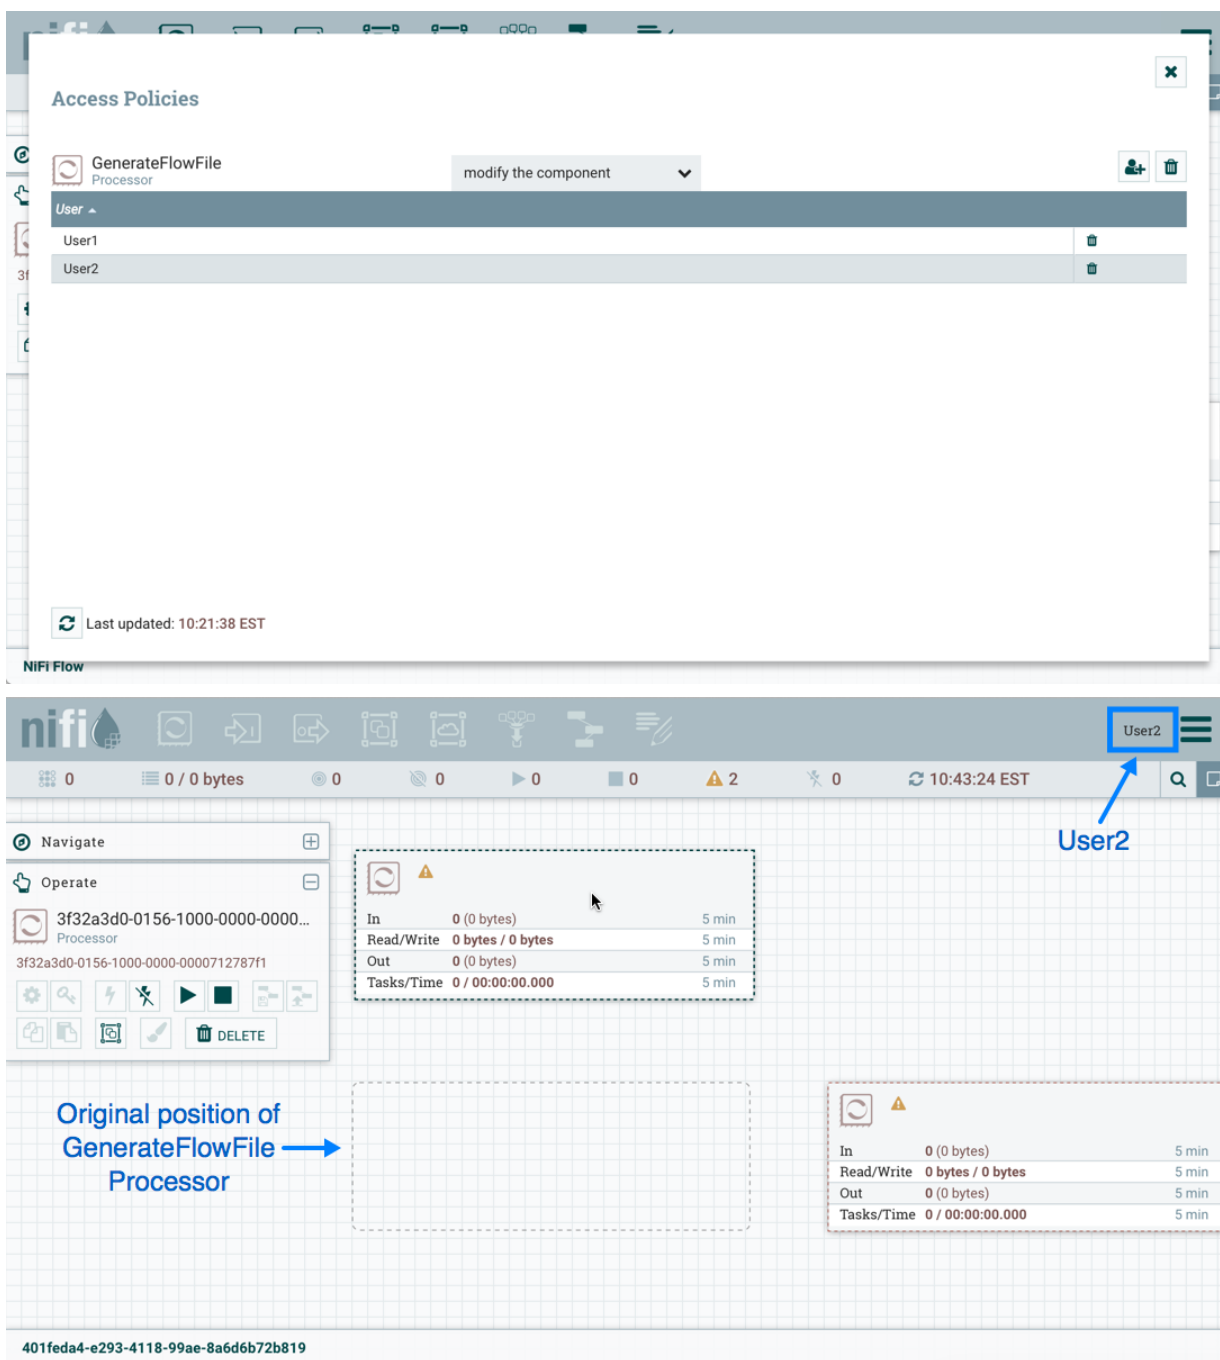 Access Policies
GenerateFlowFile
Processor
modify the component
User
User1
User2
Last updated: 10:21:38 EST
NiFi Flow
nifi
User2
0
0 / 0 bytes
0
0
0
0
2
0
10:43:24 EST
User2
Navigate
Operate
3f32a3d0-0156-1000-0000-0000...
Processor
3f32a3d0-0156-1000-0000-0000712787f1
DELETE
In 0 (0 bytes) 5 min
Read/Write 0 bytes / 0 bytes 5 min
Out 0 (0 bytes) 5 min
Tasks/Time 0 / 00:00:00.000 5 min
Original position of
GenerateFlowFile
Processor
In 0 (0 bytes) 5 min
Read/Write 0 bytes / 0 bytes 5 min
Out 0 (0 bytes) 5 min
Tasks/Time 0 / 00:00:00.000 5 min
401feda4-e293-4118-99ae-8a6d6b72b819